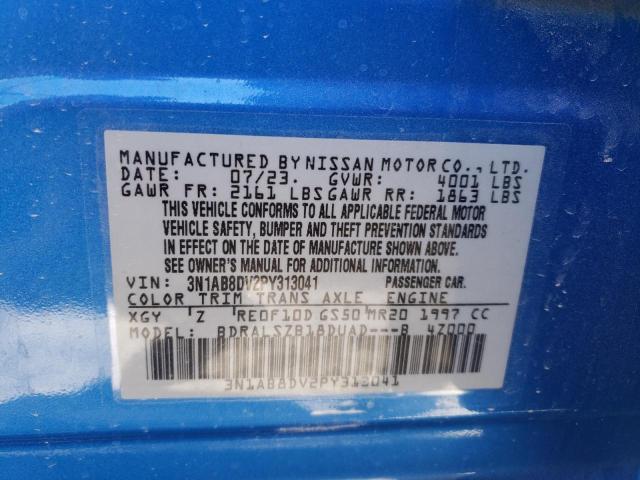 MANUFACTURED BY NISSAN MOTOR CO., LTD.
DATE: 07/23. GVWR: 4001 LBS
GAWR FR: 2161 LBS GAWR RR: 1863 LBS
THIS VEHICLE CONFORMS TO ALL APPLICABLE FEDERAL MOTOR
VEHICLE SAFETY, BUMPER AND THEFT PREVENTION STANDARDS
IN EFFECT ON THE DATE OF MANUFACTURE SHOWN ABOVE.
SEE OWNER'S MANUAL FOR ADDITIONAL INFORMATION.
VIN: 3N1AB8DV2PY313041 PASSENGER CAR.
COLOR TRIM TRANS AXLE ENGINE
XGY Z RE0F10D GS50 MR20 1997 CC
MODEL: BDRALSZB18DUAD---B 4Z000
3N1AB8DV2PY313041